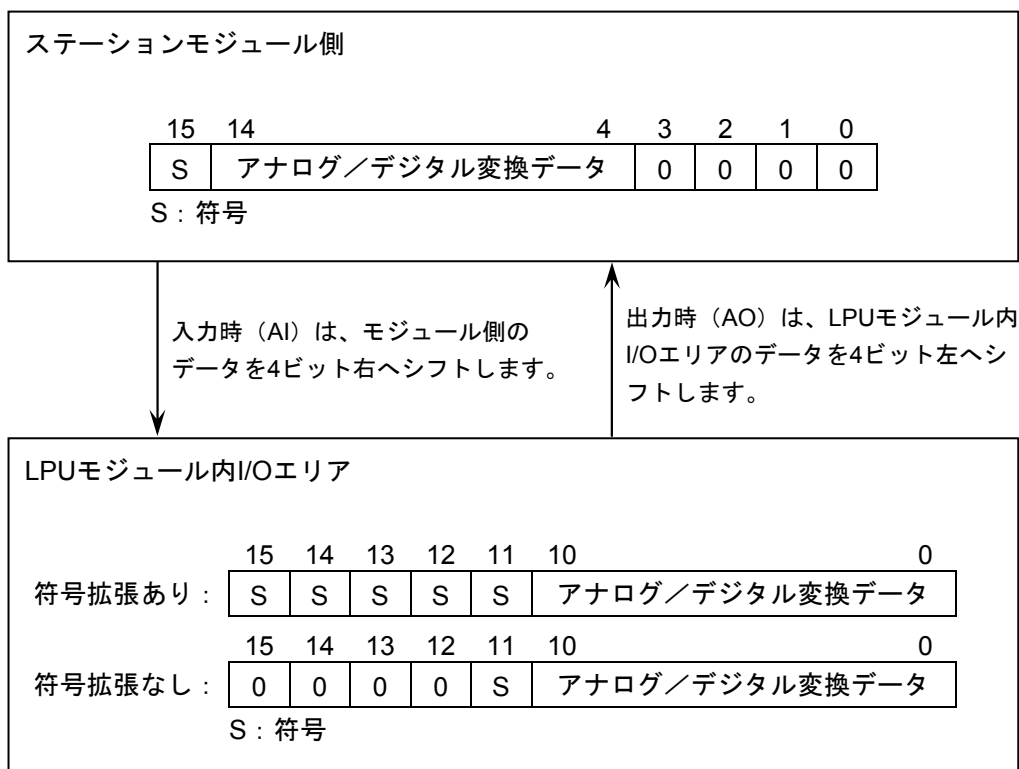 ステーションモジュール側
15 14 4 3 2 1 0
S アナログ/デジタル変換データ 0 0 0 0
S:符号
入力時(AI)は、モジュール側の
データを4ビット右へシフトします。
出力時(AO)は、LPUモジュール内
I/Oエリアのデータを4ビット左へシ
フトします。
LPUモジュール内I/Oエリア
15 14 13 12 11 10 0
符号拡張あり: S S S S S アナログ/デジタル変換データ
15 14 13 12 11 10 0
符号拡張なし: 0 0 0 0 S アナログ/デジタル変換データ
S:符号